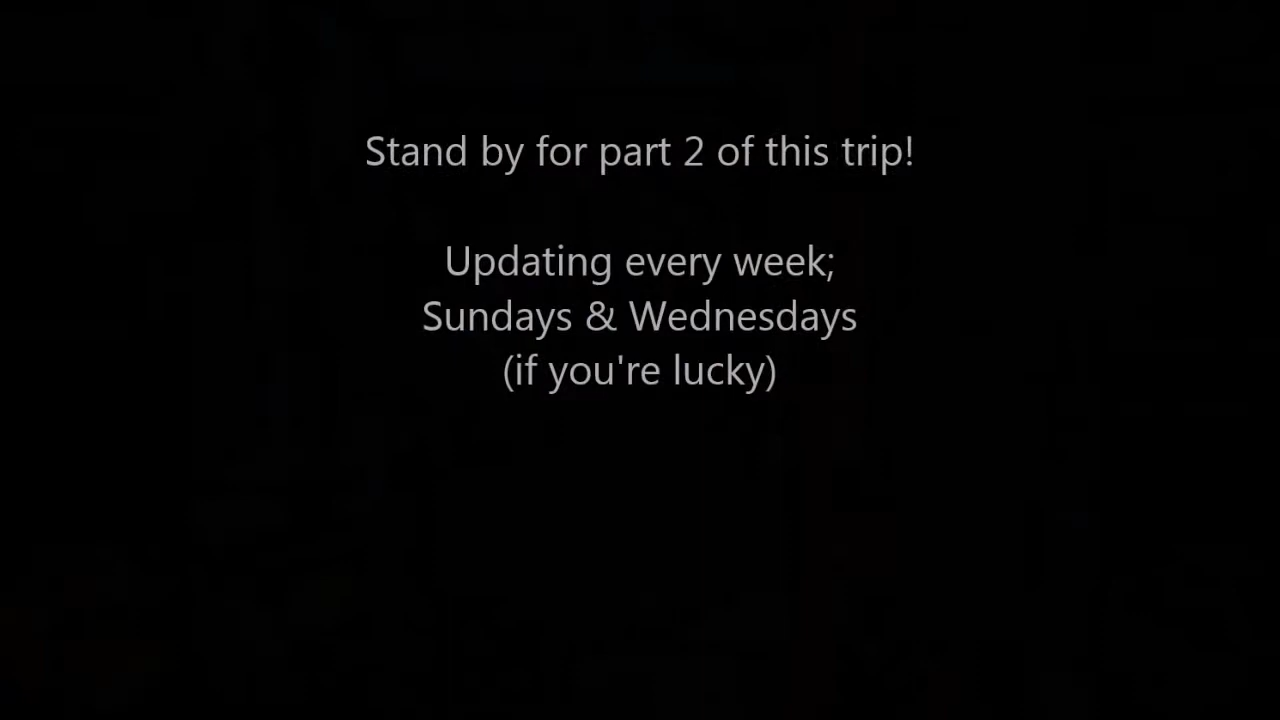 Stand by for part 2 of this trip!
Updating every week;
Sundays & Wednesdays
(if you're lucky)